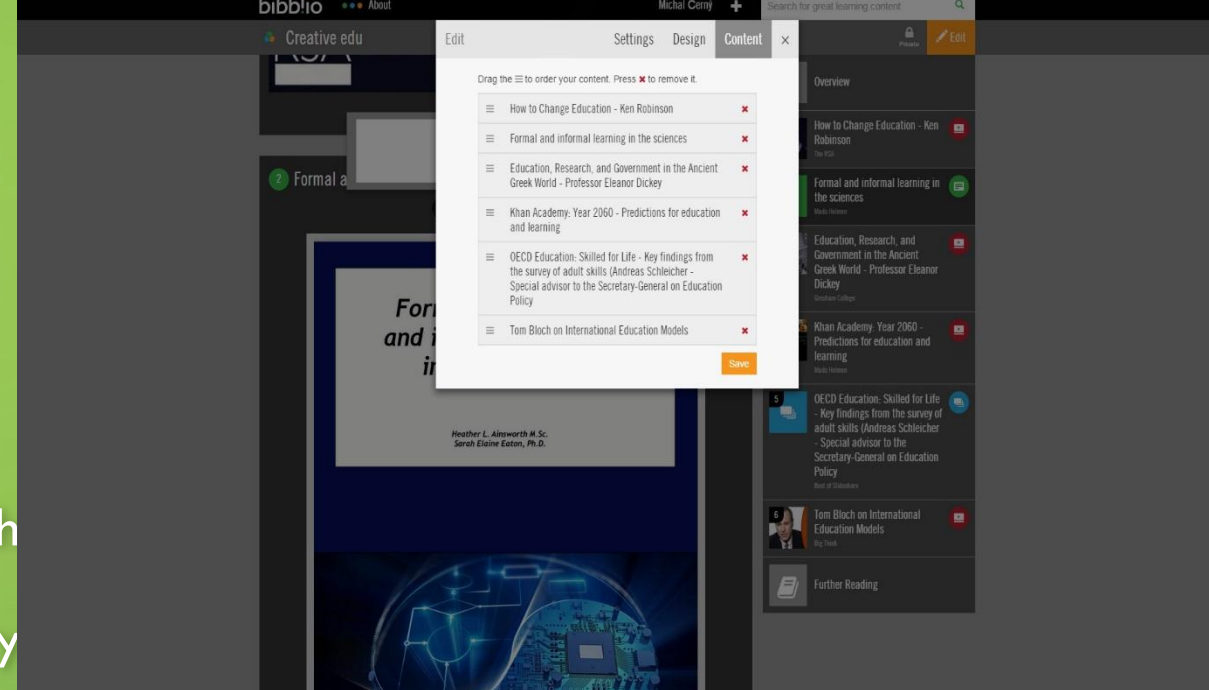 bibblio
About
Michal Černý
Search for great learning content
Creative edu
Private
Edit
RSA
Edit
Settings
Design
Content
Drag the ☰ to order your content. Press ✖ to remove it.
How to Change Education - Ken Robinson
Formal and informal learning in the sciences
Education, Research, and Government in the Ancient
Greek World - Professor Eleanor Dickey
Khan Academy: Year 2060 - Predictions for education
and learning
OECD Education: Skilled for Life - Key findings from
the survey of adult skills (Andreas Schleicher -
Special advisor to the Secretary-General on Education
Policy
Tom Bloch on International Education Models
Save
2 Formal a
For
and i
i
Heather L. Ainsworth M.Sc.
Sarah Elaine Eaton, Ph.D.
Overview
How to Change Education - Ken
Robinson
The RSA
Formal and informal learning in
the sciences
Mads Holmen
Education, Research, and
Government in the Ancient
Greek World - Professor Eleanor
Dickey
Gresham College
Khan Academy: Year 2060 -
Predictions for education and
learning
Mads Holmen
5
OECD Education: Skilled for Life
- Key findings from the survey of
adult skills (Andreas Schleicher
- Special advisor to the
Secretary-General on Education
Policy
Best of Slideshare
6
Tom Bloch on International
Education Models
Big Think
Further Reading
h
y